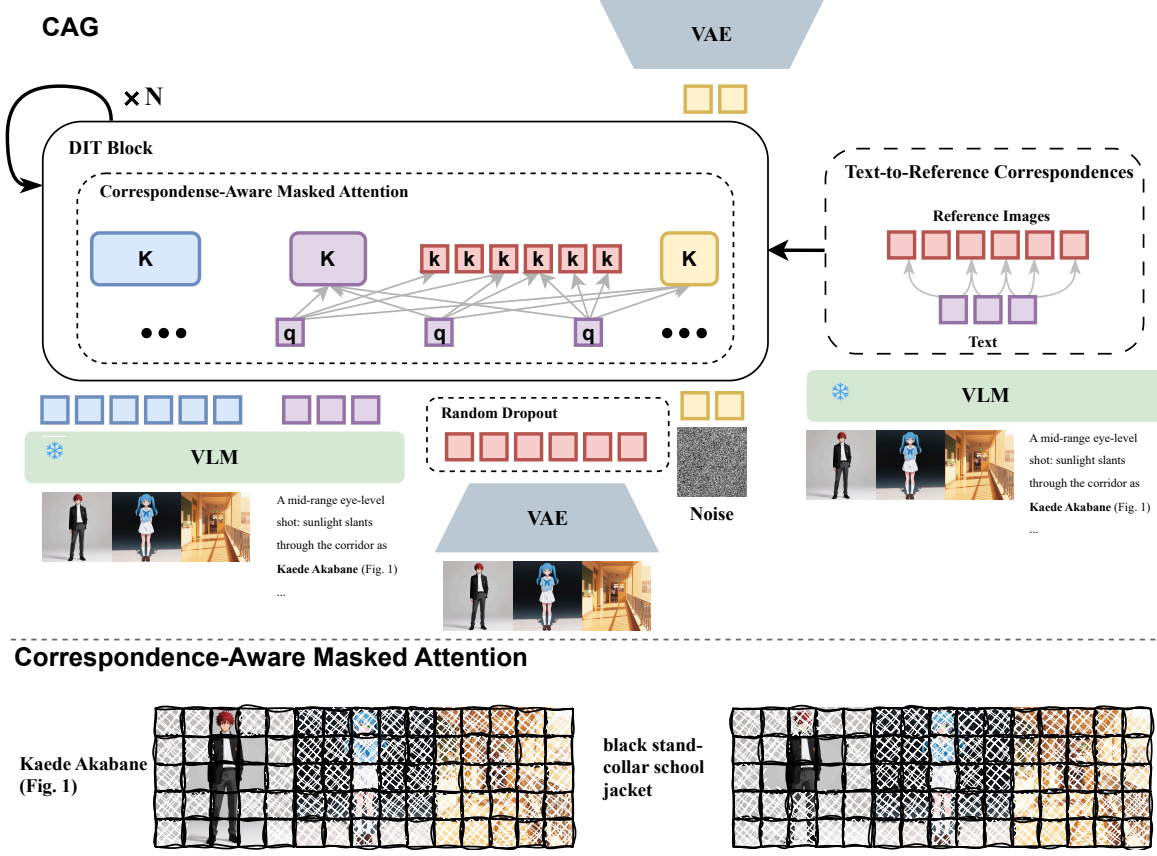 CAG
VAE
× N
DIT Block
Correspondense-Aware Masked Attention
K
K
k
k
k
k
k
k
K
q
q
q
Text-to-Reference Correspondences
Reference Images
Text
VLM
A mid-range eye-level
shot: sunlight slants
through the corridor as
Kaede Akabane (Fig. 1)
...
VLM
A mid-range eye-level
shot: sunlight slants
through the corridor as
Kaede Akabane (Fig. 1)
...
Random Dropout
VAE
Noise
Correspondence-Aware Masked Attention
Kaede Akabane
(Fig. 1)
black stand-
collar school
jacket